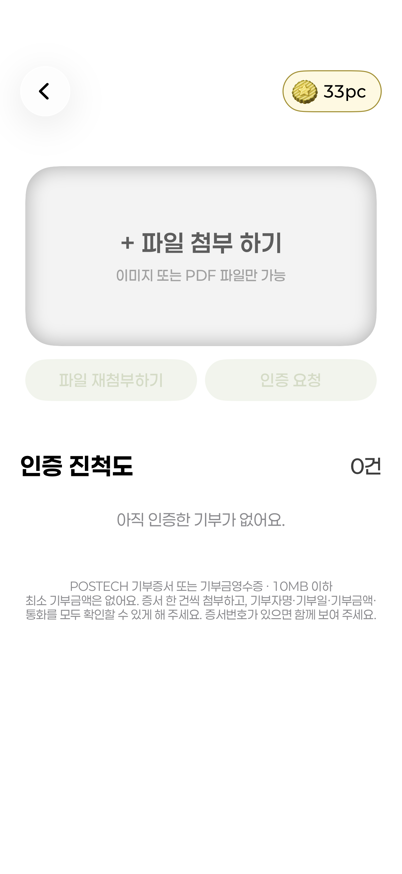 33pc
+ 파일 첨부 하기
이미지 또는 PDF 파일만 가능
파일 재첨부하기
인증 요청
인증 진척도
0건
아직 인증한 기부가 없어요.
POSTECH 기부증서 또는 기부금영수증 · 10MB 이하
최소 기부금액은 없어요. 증서 한 건씩 첨부하고, 기부자명·기부일·기부금액·
통화를 모두 확인할 수 있게 해 주세요. 증서번호가 있으면 함께 보여 주세요.